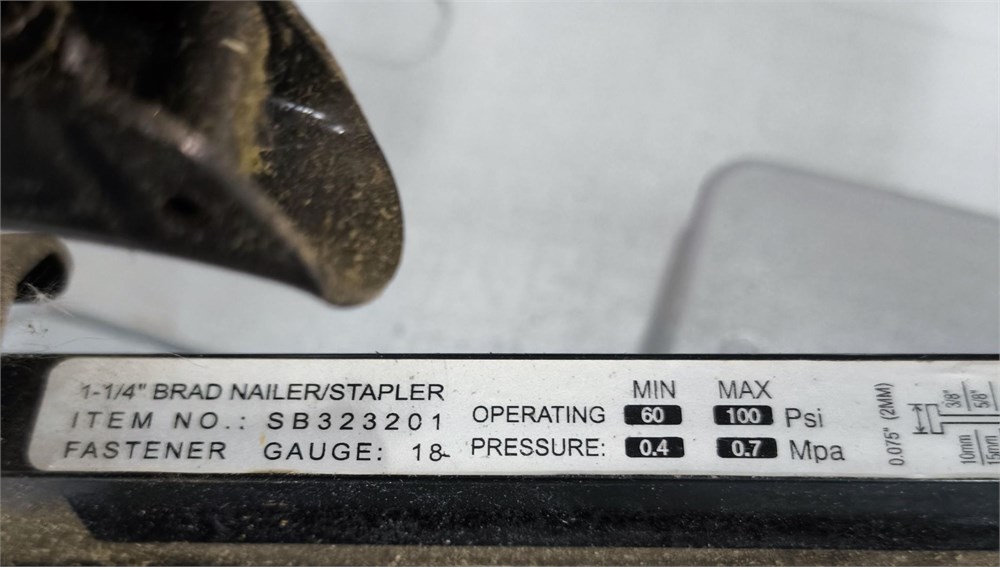 1-1/4" BRAD NAILER/STAPLER
ITEM NO.: SB323201
FASTENER GAUGE: 18-
OPERATING PRESSURE:
MIN MAX
60 100 Psi
0.4 0.7 Mpa
0.075" (2MM)
3/8"
5/8"
10mm
15mm